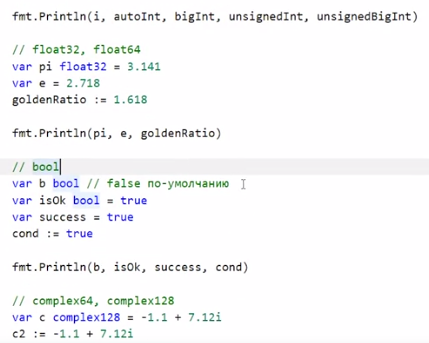 fmt.Println(i, autoInt, bigInt, unsignedInt, unsignedBigInt)
// float32, float64
var pi float32 = 3.141
var e = 2.718
goldenRatio := 1.618
fmt.Println(pi, e, goldenRatio)
// bool
var b bool // false по-умолчанию
var isOk bool = true
var success = true
cond := true
fmt.Println(b, isOk, success, cond)
// complex64, complex128
var c complex128 = -1.1 + 7.12i
c2 := -1.1 + 7.12i